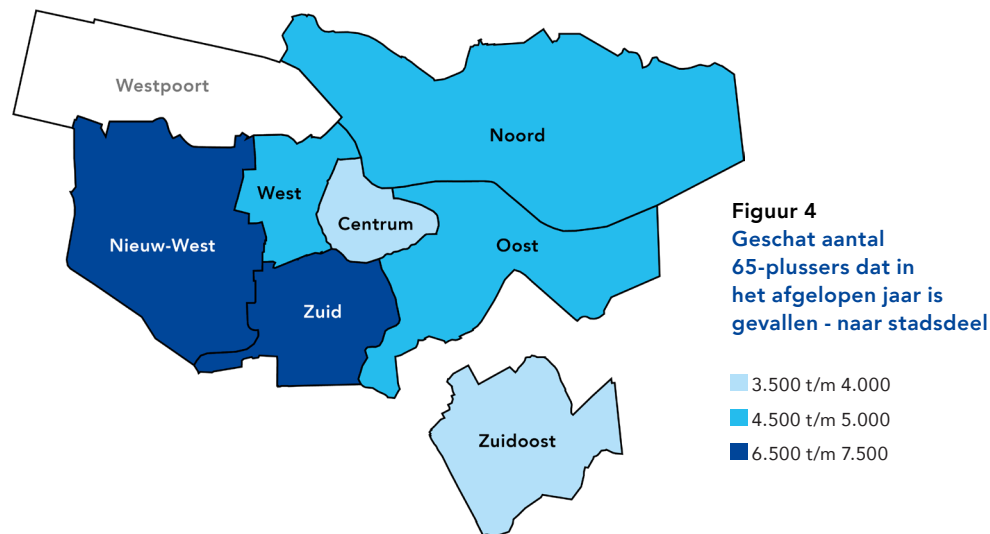 Westpoort
Noord
West
Centrum
Nieuw-West
Oost
Zuid
Zuidoost
Figuur 4
Geschat aantal
65-plussers dat in
het afgelopen jaar is
gevallen - naar stadsdeel
3.500 t/m 4.000
4.500 t/m 5.000
6.500 t/m 7.500